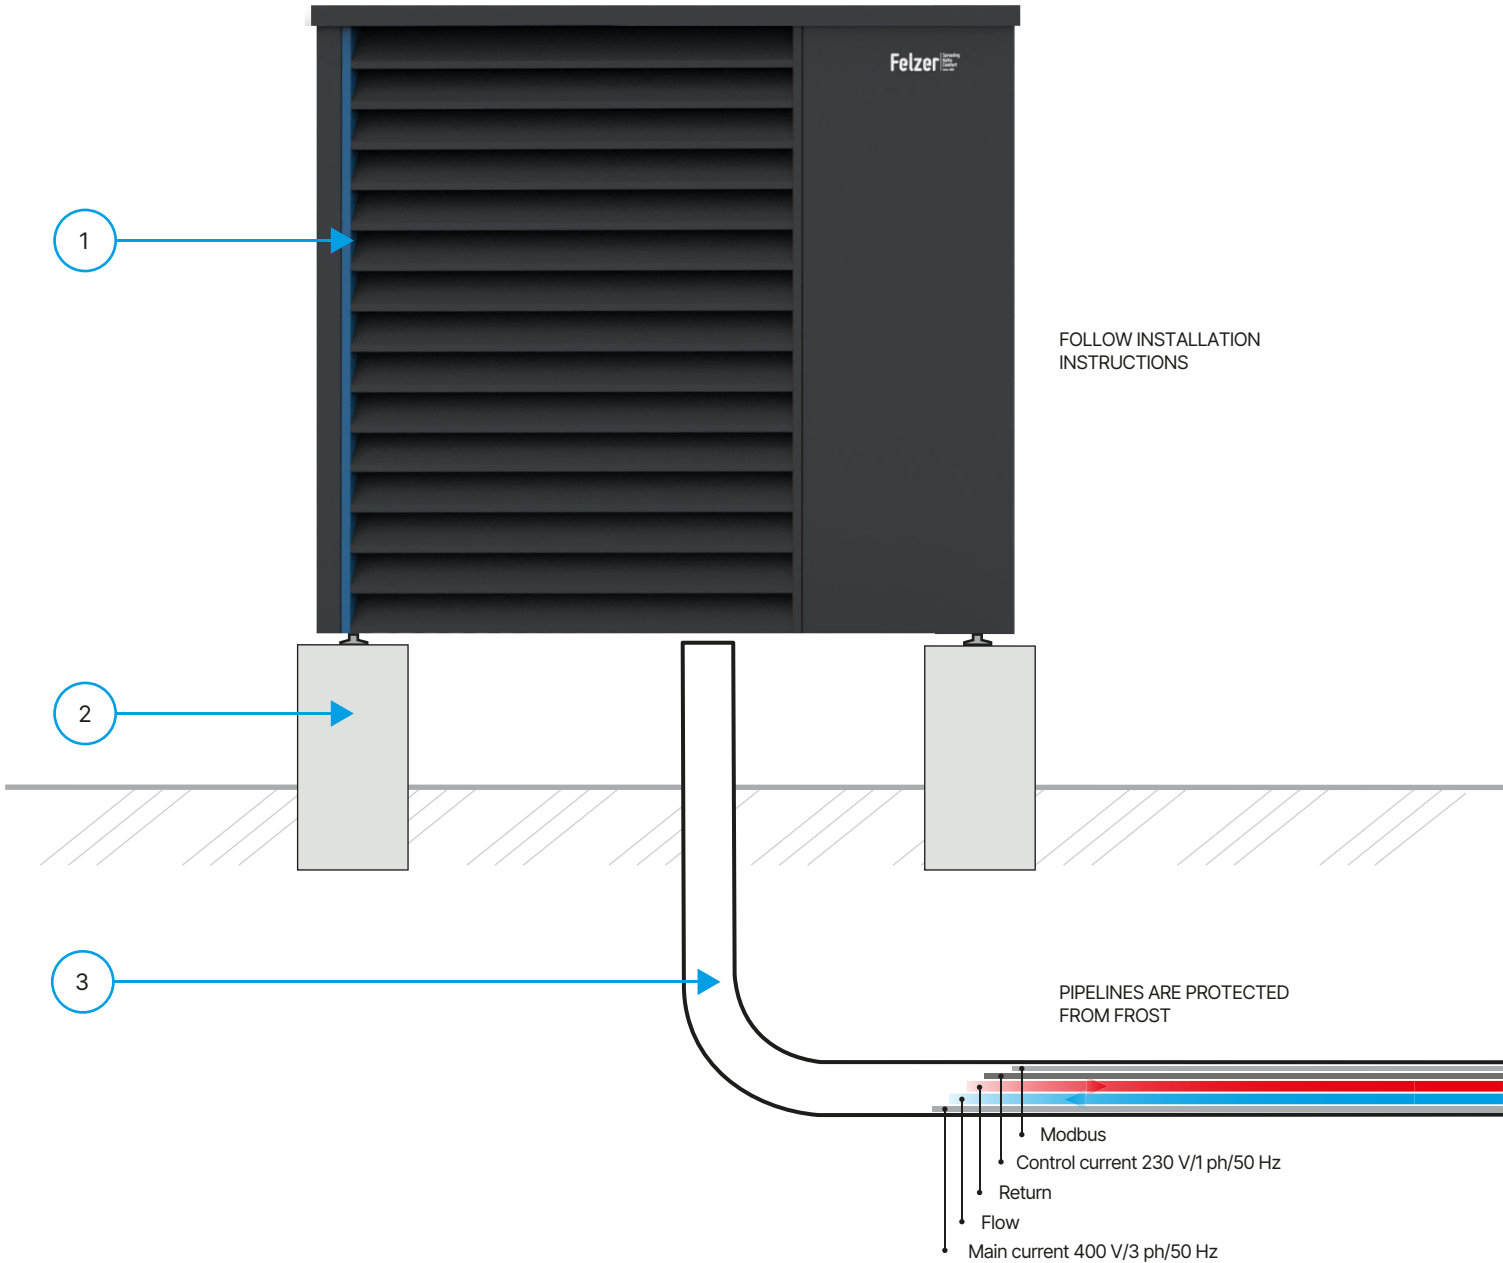 Felzer
1
FOLLOW INSTALLATION
INSTRUCTIONS
2
3
PIPELINES ARE PROTECTED
FROM FROST
Modbus
Control current 230 V/1 ph/50 Hz
Return
Flow
Main current 400 V/3 ph/50 Hz